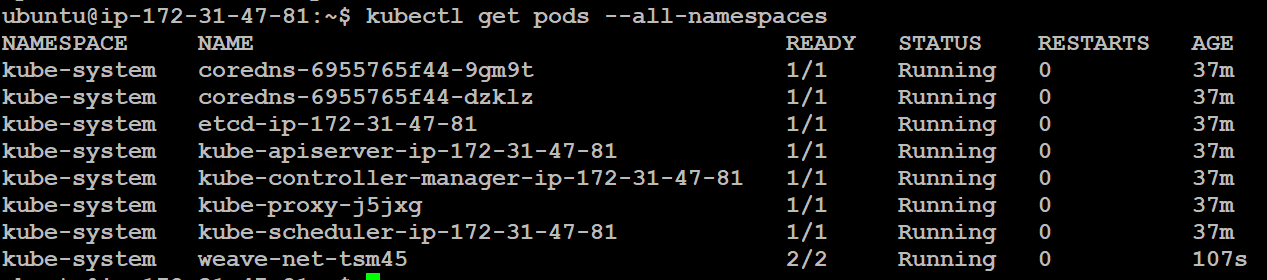 ubuntu@ip-172-31-47-81:~$ kubectl get pods --all-namespaces
NAMESPACE NAME READY STATUS RESTARTS AGE
kube-system coredns-6955765f44-9gm9t 1/1 Running 0 37m
kube-system coredns-6955765f44-dzklz 1/1 Running 0 37m
kube-system etcd-ip-172-31-47-81 1/1 Running 0 37m
kube-system kube-apiserver-ip-172-31-47-81 1/1 Running 0 37m
kube-system kube-controller-manager-ip-172-31-47-81 1/1 Running 0 37m
kube-system kube-proxy-j5jxg 1/1 Running 0 37m
kube-system kube-scheduler-ip-172-31-47-81 1/1 Running 0 37m
kube-system weave-net-tsm45 2/2 Running 0 107s